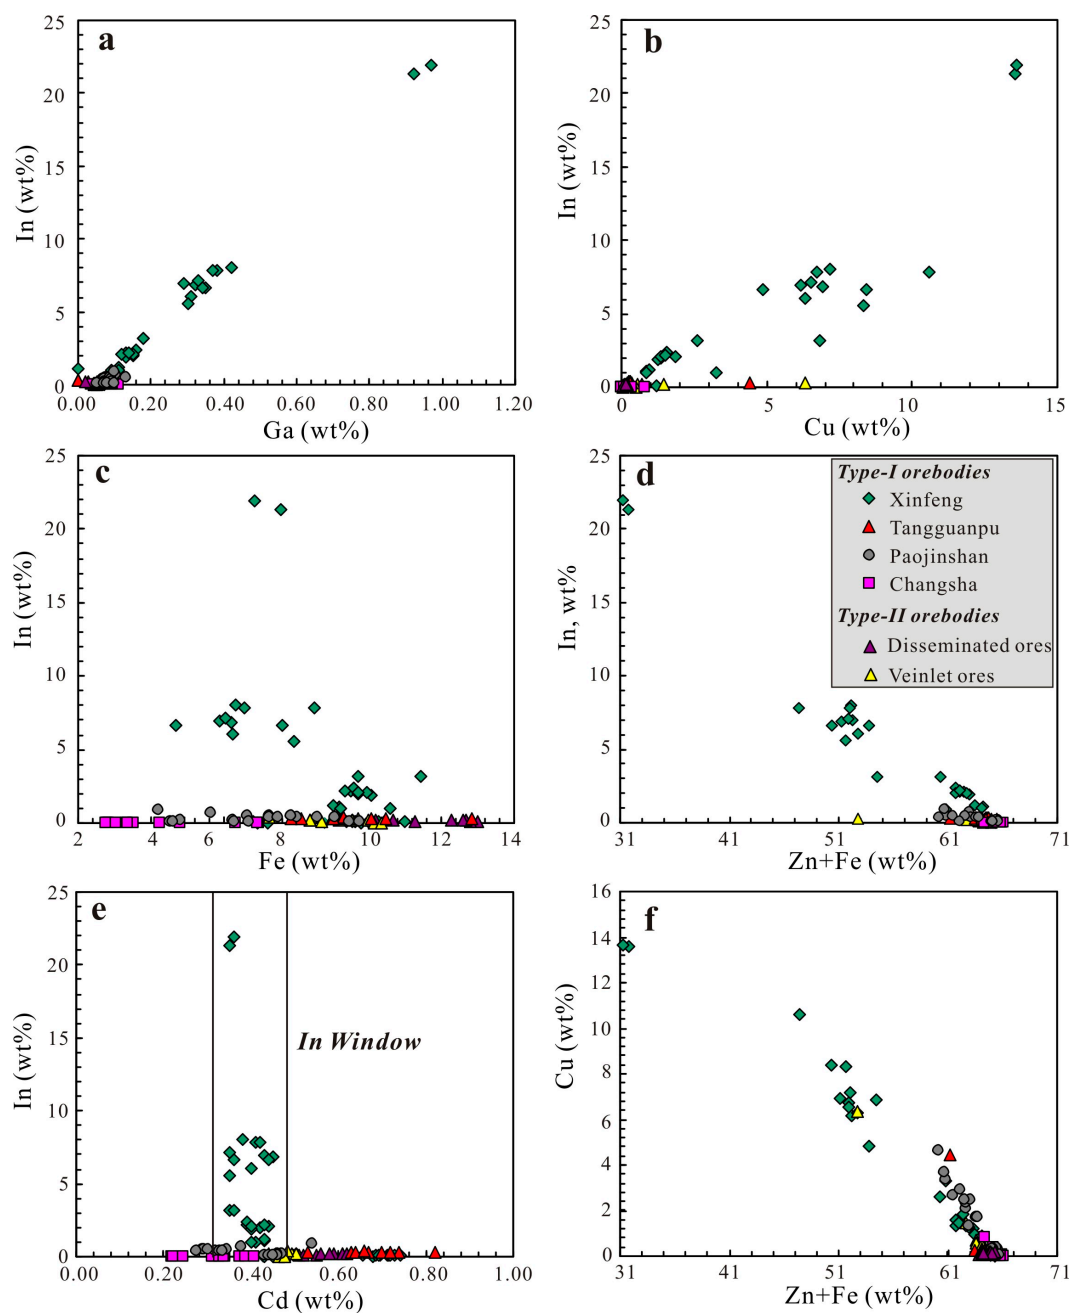 a
25
20
15
10
5
0
In (wt%)
0.00 0.20 0.40 0.60 0.80 1.00 1.20
Ga (wt%)
b
25
20
15
10
5
0
In (wt%)
0 5 10 15
Cu (wt%)
c
25
20
15
10
5
0
In (wt%)
2 4 6 8 10 12 14
Fe (wt%)
d
25
20
15
10
5
0
In, wt%
31 41 51 61 71
Zn+Fe (wt%)
Type-I orebodies
Xinfeng
Tangguanpu
Paojinshan
Changsha
Type-II orebodies
Disseminated ores
Veinlet ores
e
25
20
15
10
5
0
In (wt%)
In Window
0.00 0.20 0.40 0.60 0.80 1.00
Cd (wt%)
f
16
14
12
10
8
6
4
2
0
Cu (wt%)
31 41 51 61 71
Zn+Fe (wt%)